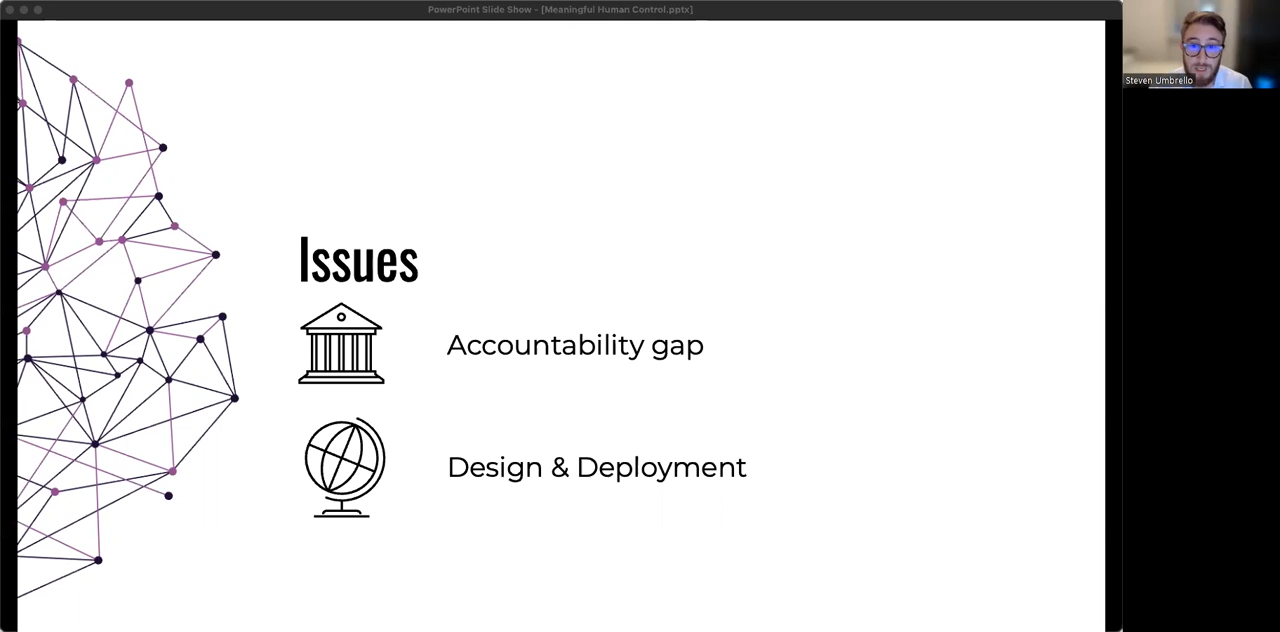 PowerPoint Slide Show - [Meaningful Human Control.pptx]
Steven Umbrello
Issues
Accountability gap
Design & Deployment